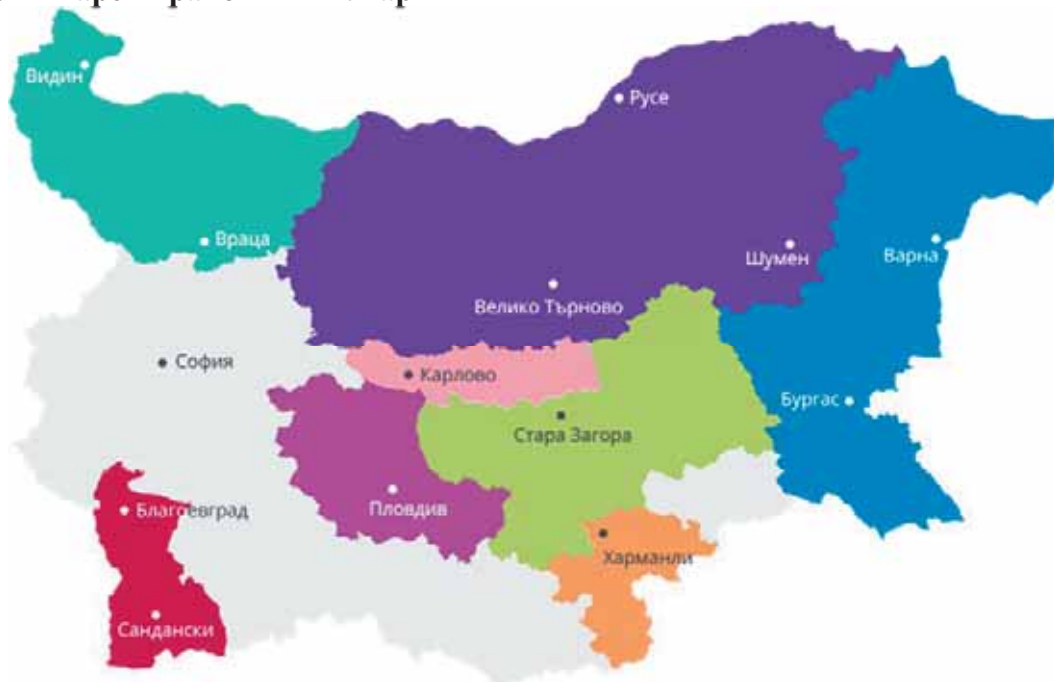 Видин
Русе
Враца
Шумен
Варна
Велико Търново
София
Карлово
Бургас
Стара Загора
Пловдив
Благоевград
Харманли
Сандански